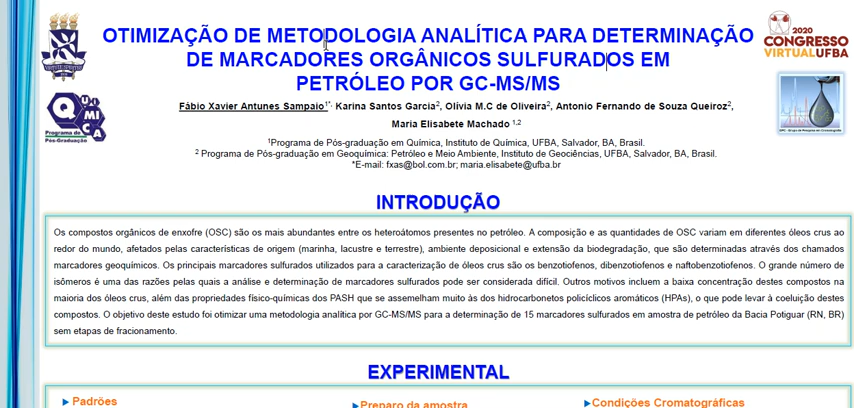 OTIMIZAÇÃO DE METODOLOGIA ANALÍTICA PARA DETERMINAÇÃO
DE MARCADORES ORGÂNICOS SULFURADOS EM
PETRÓLEO POR GC-MS/MS
2020
CONGRESSO
VIRTUAL UFBA
Fábio Xavier Antunes Sampaio1*, Karina Santos Garcia2, Olívia M.C de Oliveira2, Antonio Fernando de Souza Queiroz2,
Maria Elisabete Machado 1,2
QUÍMICA
Programa de
Pós-Graduação
1Programa de Pós-graduação em Química, Instituto de Química, UFBA, Salvador, BA, Brasil.
2 Programa de Pós-graduação em Geoquímica: Petróleo e Meio Ambiente, Instituto de Geociências, UFBA, Salvador, BA, Brasil.
*E-mail: fxas@bol.com.br; maria.elisabete@ufba.br
INTRODUÇÃO
Os compostos orgânicos de enxofre (OSC) são os mais abundantes entre os heteroátomos presentes no petróleo. A composição e as quantidades de OSC variam em diferentes óleos crus ao
redor do mundo, afetados pelas características de origem (marinha, lacustre e terrestre), ambiente deposicional e extensão da biodegradação, que são determinadas através dos chamados
marcadores geoquímicos. Os principais marcadores sulfurados utilizados para a caracterização de óleo crus são os benzotiofenos, dibenzotiofenos e naftobenzotiofenos. O grande número de
isômeros é uma das razões pelas quais a análise e determinação de marcadores sulfurados pode ser considerada difícil. Outros motivos incluem a baixa concentração destes compostos na
maioria dos óleos crus, além das propriedades físico-químicas dos PASH que se assemelham muito às dos hidrocarbonetos policíclicos aromáticos (HPAs), o que pode levar à coeluição destes
compostos. O objetivo deste estudo foi otimizar uma metodologia analítica por GC-MS/MS para a determinação de 15 marcadores sulfurados em amostra de petróleo da Bacia Potiguar (RN, BR)
sem etapas de fracionamento.
EXPERIMENTAL
Padrões
Preparo da amostra
Condições Cromatográficas